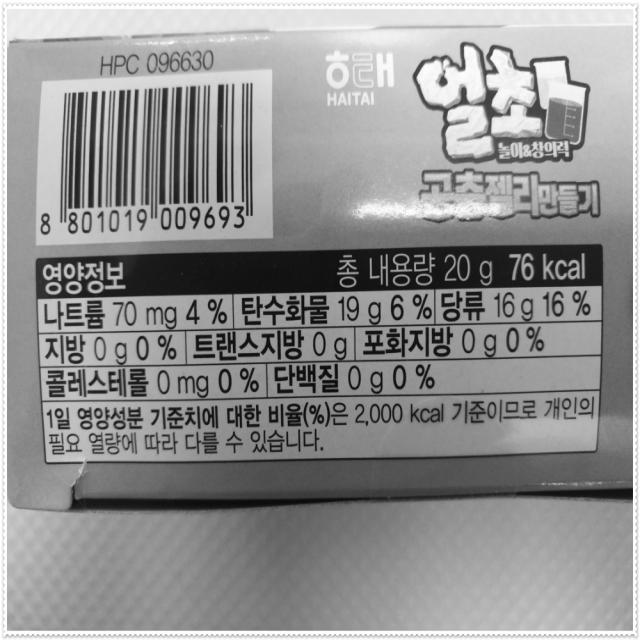 HPC 096630
해태
HAITAI
얼초
놀이&창의력
곤충젤리만들기
8 801019 009693
영양정보 총 내용량 20 g 76 kcal
나트륨 70 mg 4 % 탄수화물 19 g 6 % 당류 16 g 16 %
지방 0 g 0 % 트랜스지방 0 g 포화지방 0 g 0 %
콜레스테롤 0 mg 0 % 단백질 0 g 0 %
1일 영양성분 기준치에 대한 비율(%)은 2,000 kcal 기준이므로 개인의
필요 열량에 따라 다를 수 있습니다.